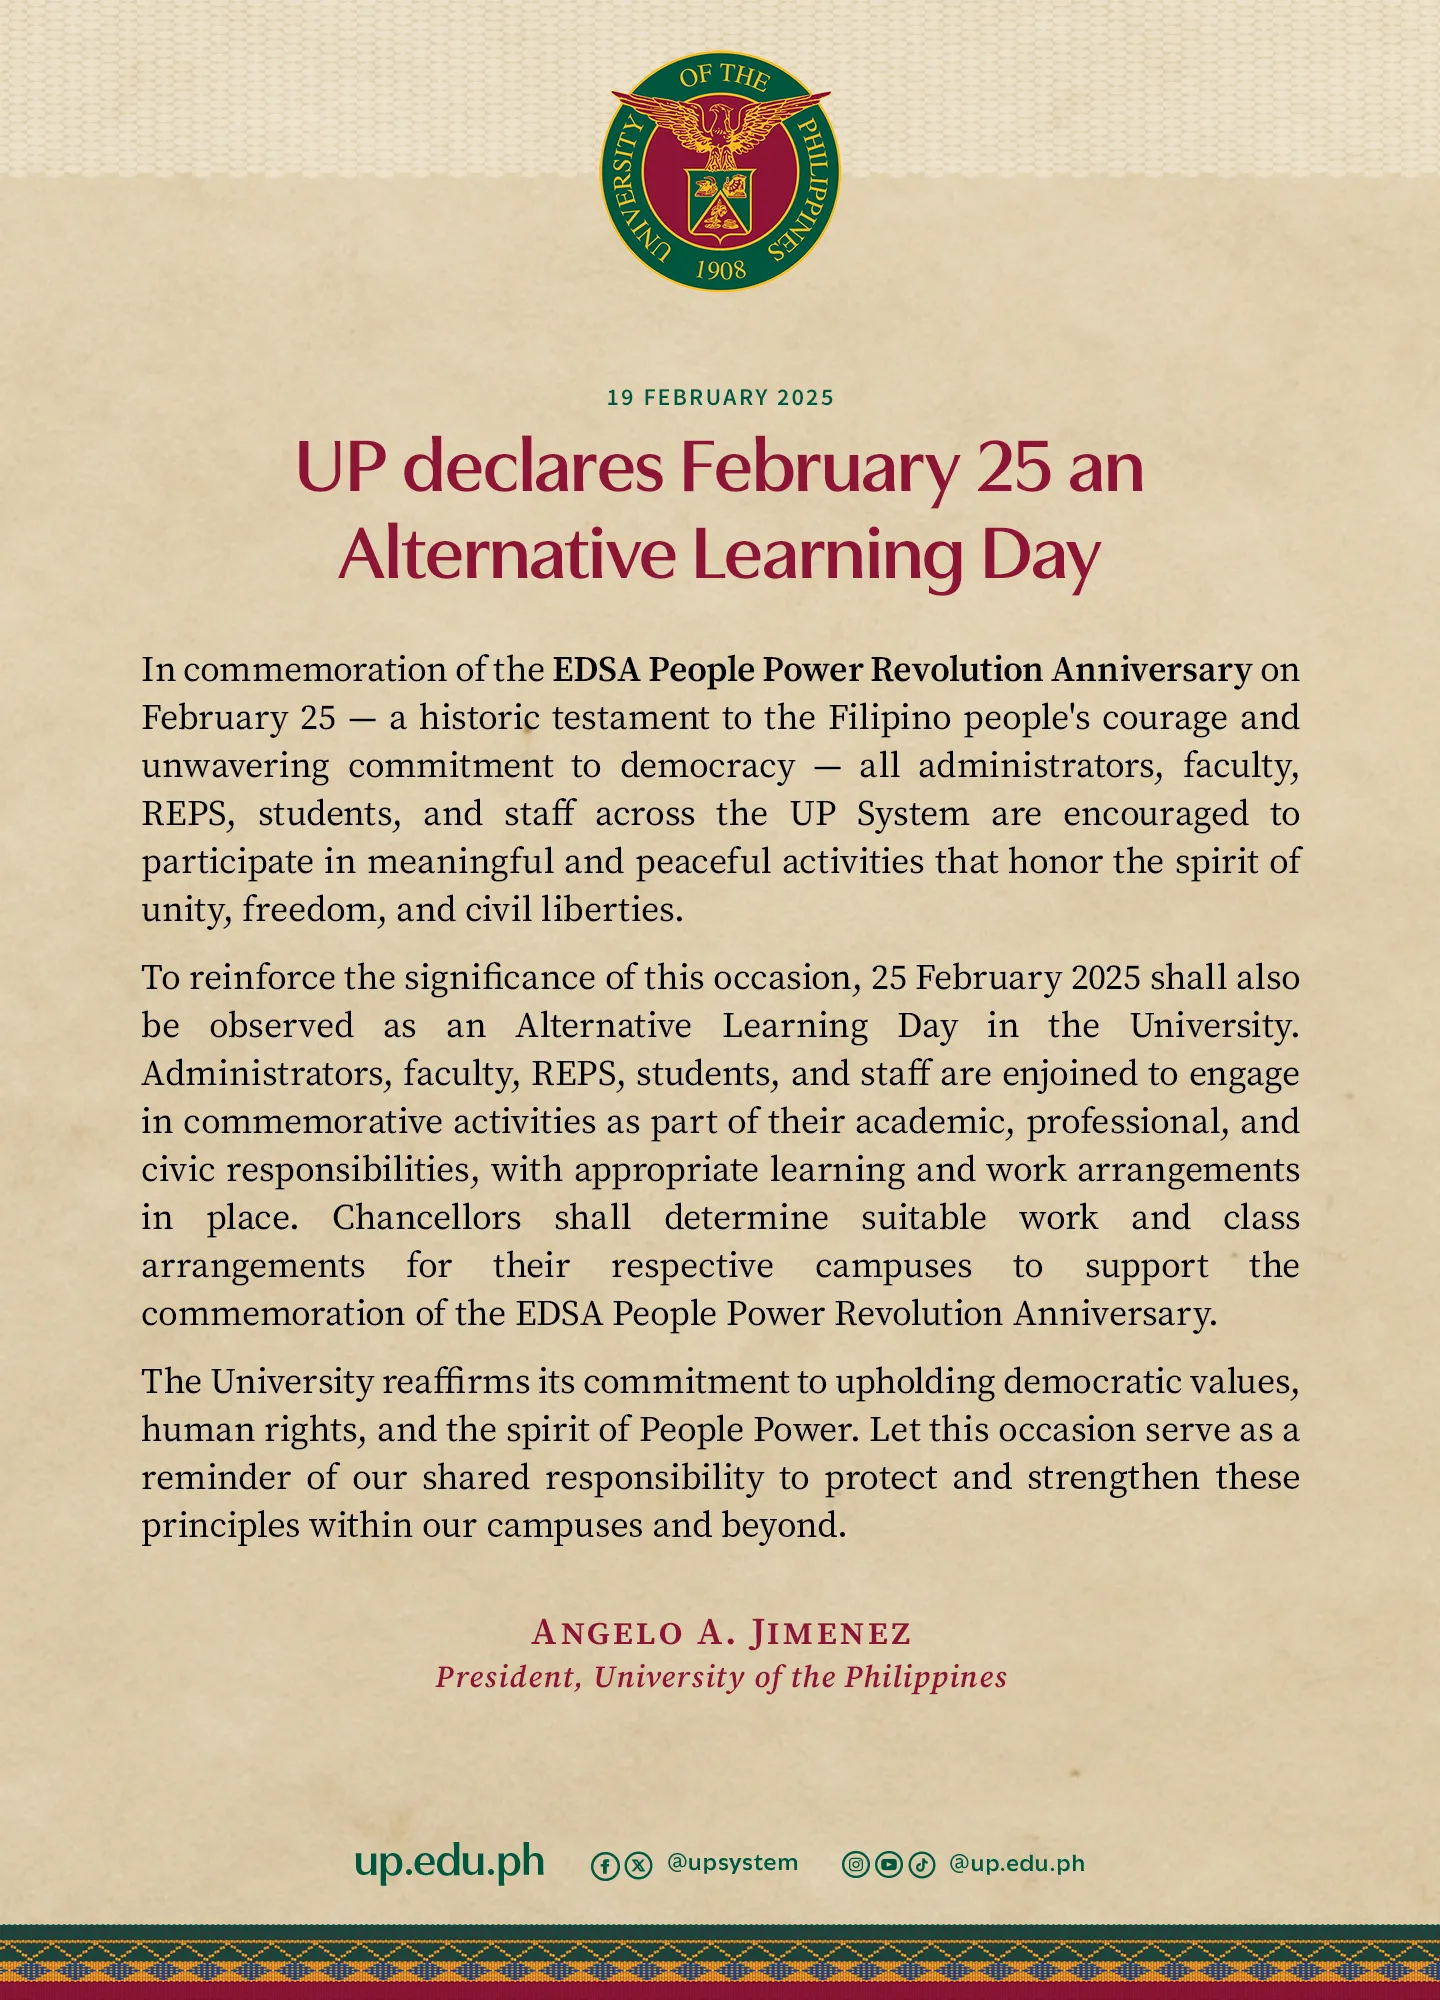 UNIVERSITY OF THE PHILIPPINES
1908
19 FEBRUARY 2025
UP declares February 25 an
Alternative Learning Day
In commemoration of the EDSA People Power Revolution Anniversary on
February 25 — a historic testament to the Filipino people's courage and
unwavering commitment to democracy — all administrators, faculty,
REPS, students, and staff across the UP System are encouraged to
participate in meaningful and peaceful activities that honor the spirit of
unity, freedom, and civil liberties.
To reinforce the significance of this occasion, 25 February 2025 shall also
be observed as an Alternative Learning Day in the University.
Administrators, faculty, REPS, students, and staff are enjoined to engage
in commemorative activities as part of their academic, professional, and
civic responsibilities, with appropriate learning and work arrangements
in place. Chancellors shall determine suitable work and class
arrangements for their respective campuses to support the
commemoration of the EDSA People Power Revolution Anniversary.
The University reaffirms its commitment to upholding democratic values,
human rights, and the spirit of People Power. Let this occasion serve as a
reminder of our shared responsibility to protect and strengthen these
principles within our campuses and beyond.
ANGELO A. JIMENEZ
President, University of the Philippines
up.edu.ph @upsystem @up.edu.ph